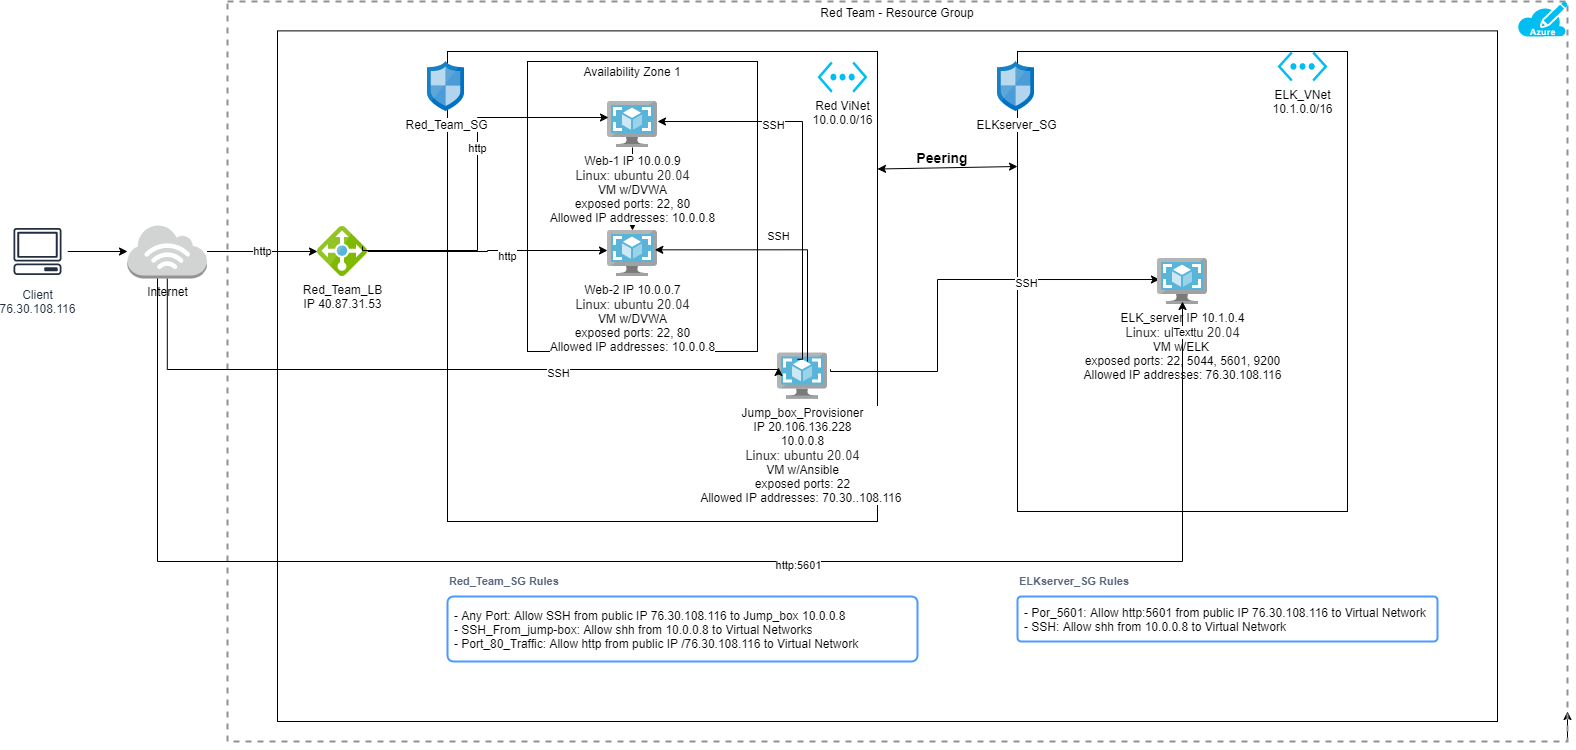 Red Team - Resource Group
Azure
Availability Zone 1
Red ViNet
10.0.0.0/16
ELK_VNet
10.1.0.0/16
Red_Team_SG
ELKserver_SG
http
SSH
Peering
Web-1 IP 10.0.0.9
Linux: ubuntu 20.04
VM w/DVWA
exposed ports: 22, 80
Allowed IP addresses: 10.0.0.8
SSH
http
http
Client
76.30.108.116
Internet
Red_Team_LB
IP 40.87.31.53
Web-2 IP 10.0.0.7
Linux: ubuntu 20.04
VM w/DVWA
exposed ports: 22, 80
Allowed IP addresses: 10.0.0.8
SSH
ELK_server IP 10.1.0.4
Linux: 20.04
Text
VM w/ELK
exposed ports: 22, 5044, 5601, 9200
Allowed IP addresses: 76.30.108.116
SSH
Jump_box_Provisioner
IP 20.106.136.228
10.0.0.8
Linux: ubuntu 20.04
VM w/Ansible
exposed ports: 22
Allowed IP addresses: 70.30..108.116
http:5601
Red_Team_SG Rules
- Any Port: Allow SSH from public IP 76.30.108.116 to Jump_box 10.0.0.8
- SSH_From_jump-box: Allow shh from 10.0.0.8 to Virtual Networks
- Port_80_Traffic: Allow http from public IP /76.30.108.116 to Virtual Network
ELKserver_SG Rules
- Por_5601: Allow http:5601 from public IP 76.30.108.116 to Virtual Network
- SSH: Allow shh from 10.0.0.8 to Virtual Network